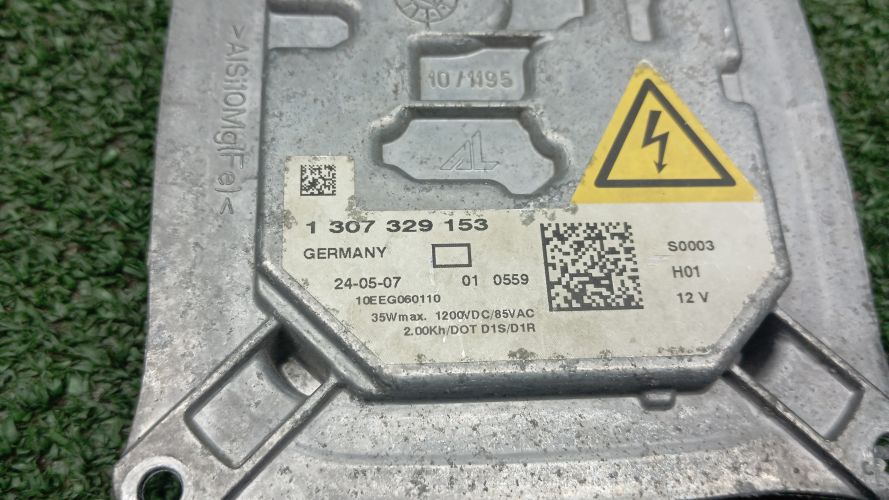 >AlSi10Mg(Fe)<
10/1195
AL
1 307 329 153
GERMANY
24-05-07 01 0559
10EEG060110
35Wmax. 1200VDC/85VAC
2.00Kh/DOT D1S/D1R
S0003
H01
12 V